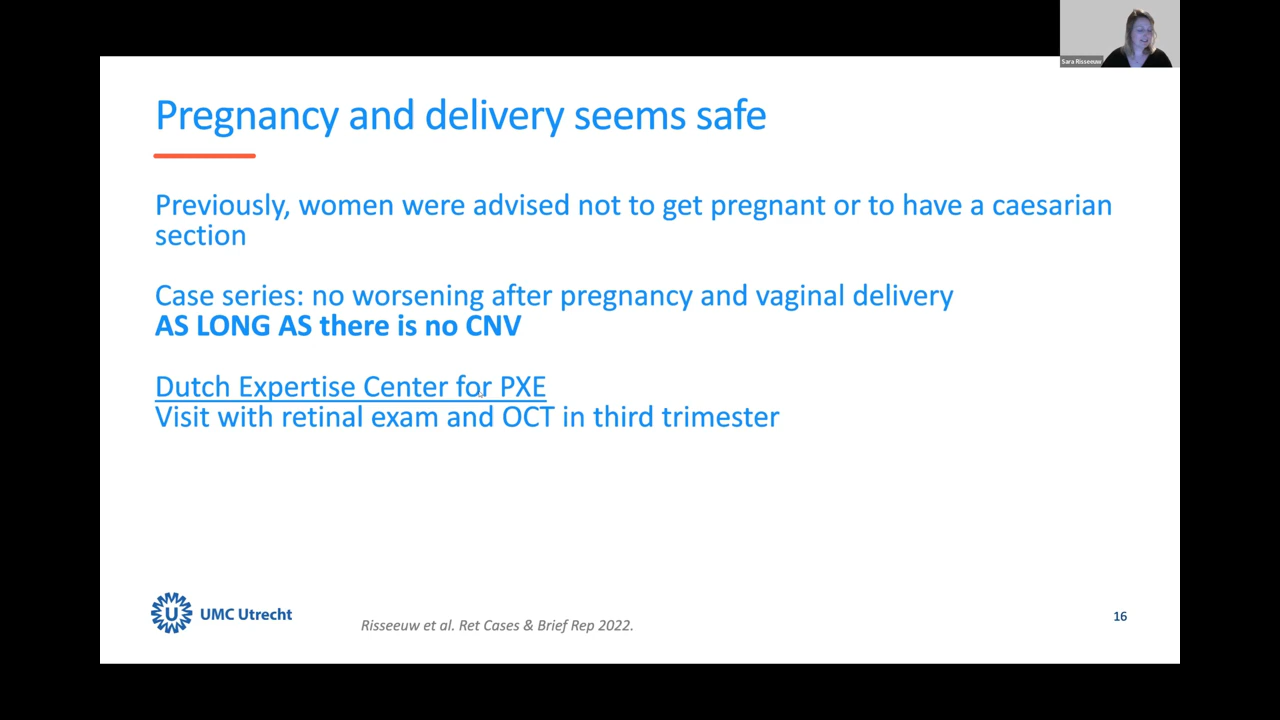 Sara Risseeuw
Pregnancy and delivery seems safe
Previously, women were advised not to get pregnant or to have a caesarian
section
Case series: no worsening after pregnancy and vaginal delivery
AS LONG AS there is no CNV
Dutch Expertise Center for PXE
Visit with retinal exam and OCT in third trimester
U UMC Utrecht
Risseeuw et al. Ret Cases & Brief Rep 2022.
16